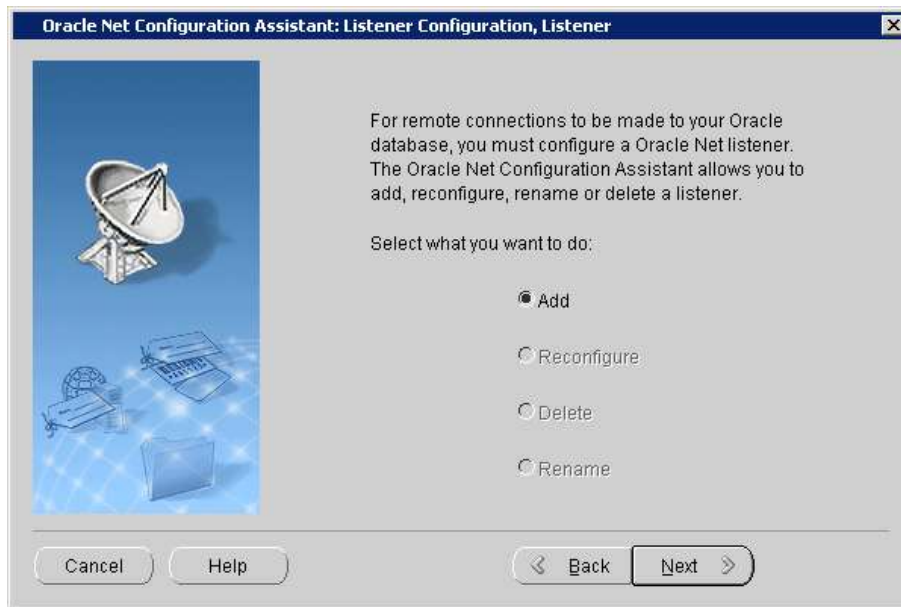 Oracle Net Configuration Assistant: Listener Configuration, Listener
For remote connections to be made to your Oracle
database, you must configure a Oracle Net listener.
The Oracle Net Configuration Assistant allows you to
add, reconfigure, rename or delete a listener.
Select what you want to do:
Add
Reconfigure
Delete
Rename
Cancel
Help
Back
Next